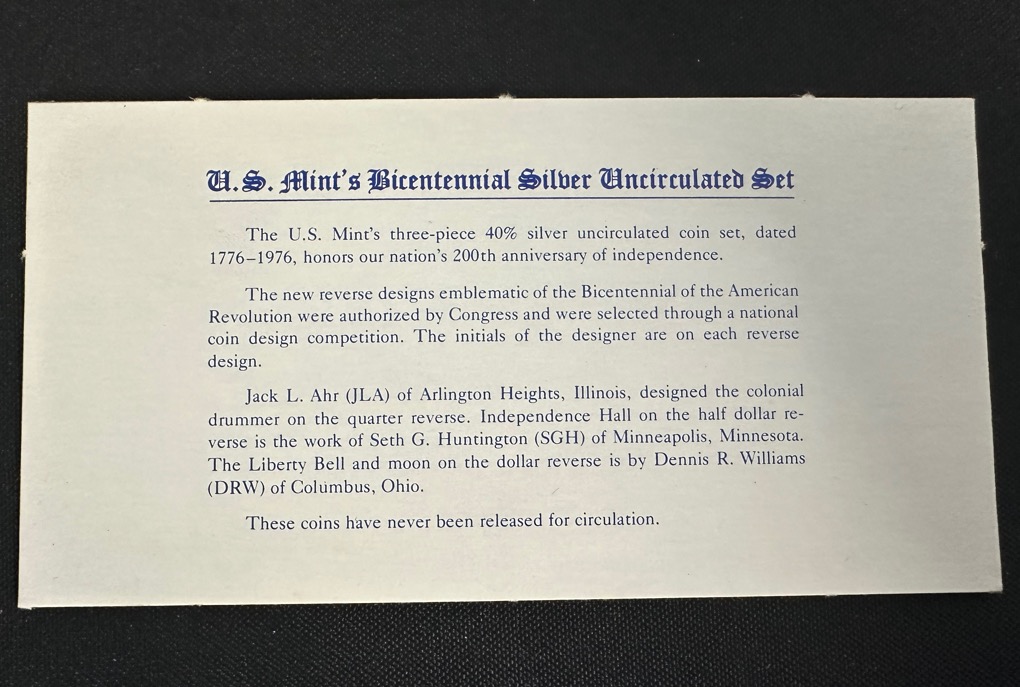 U.S. Mint's Bicentennial Silver Uncirculated Set
The U.S. Mint's three-piece 40% silver uncirculated coin set, dated
1776–1976, honors our nation's 200th anniversary of independence.
The new reverse designs emblematic of the Bicentennial of the American
Revolution were authorized by Congress and were selected through a national
coin design competition. The initials of the designer are on each reverse
design.
Jack L. Ahr (JLA) of Arlington Heights, Illinois, designed the colonial
drummer on the quarter reverse. Independence Hall on the half dollar re-
verse is the work of Seth G. Huntington (SGH) of Minneapolis, Minnesota.
The Liberty Bell and moon on the dollar reverse is by Dennis R. Williams
(DRW) of Columbus, Ohio.
These coins have never been released for circulation.